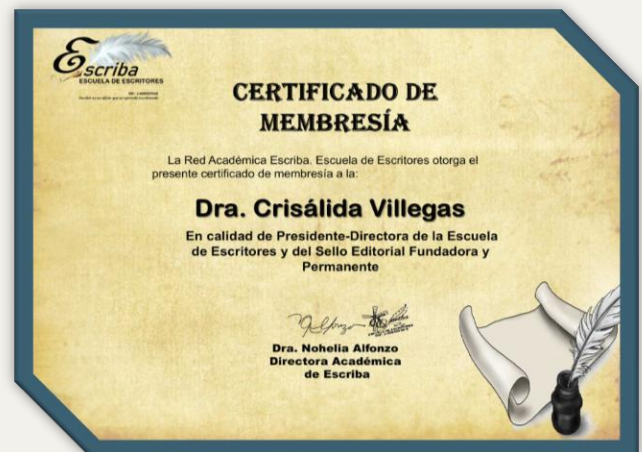 Escriba
ESCUELA DE ESCRITORES
CERTIFICADO DE
MEMBRESÍA
La Red Académica Escriba. Escuela de Escritores otorga el
presente certificado de membresía a la:
Dra. Crisálida Villegas
En calidad de Presidente-Directora de la Escuela
de Escritores y del Sello Editorial Fundadora y
Permanente
Dra. Nohelia Alfonzo
Directora Académica
de Escriba